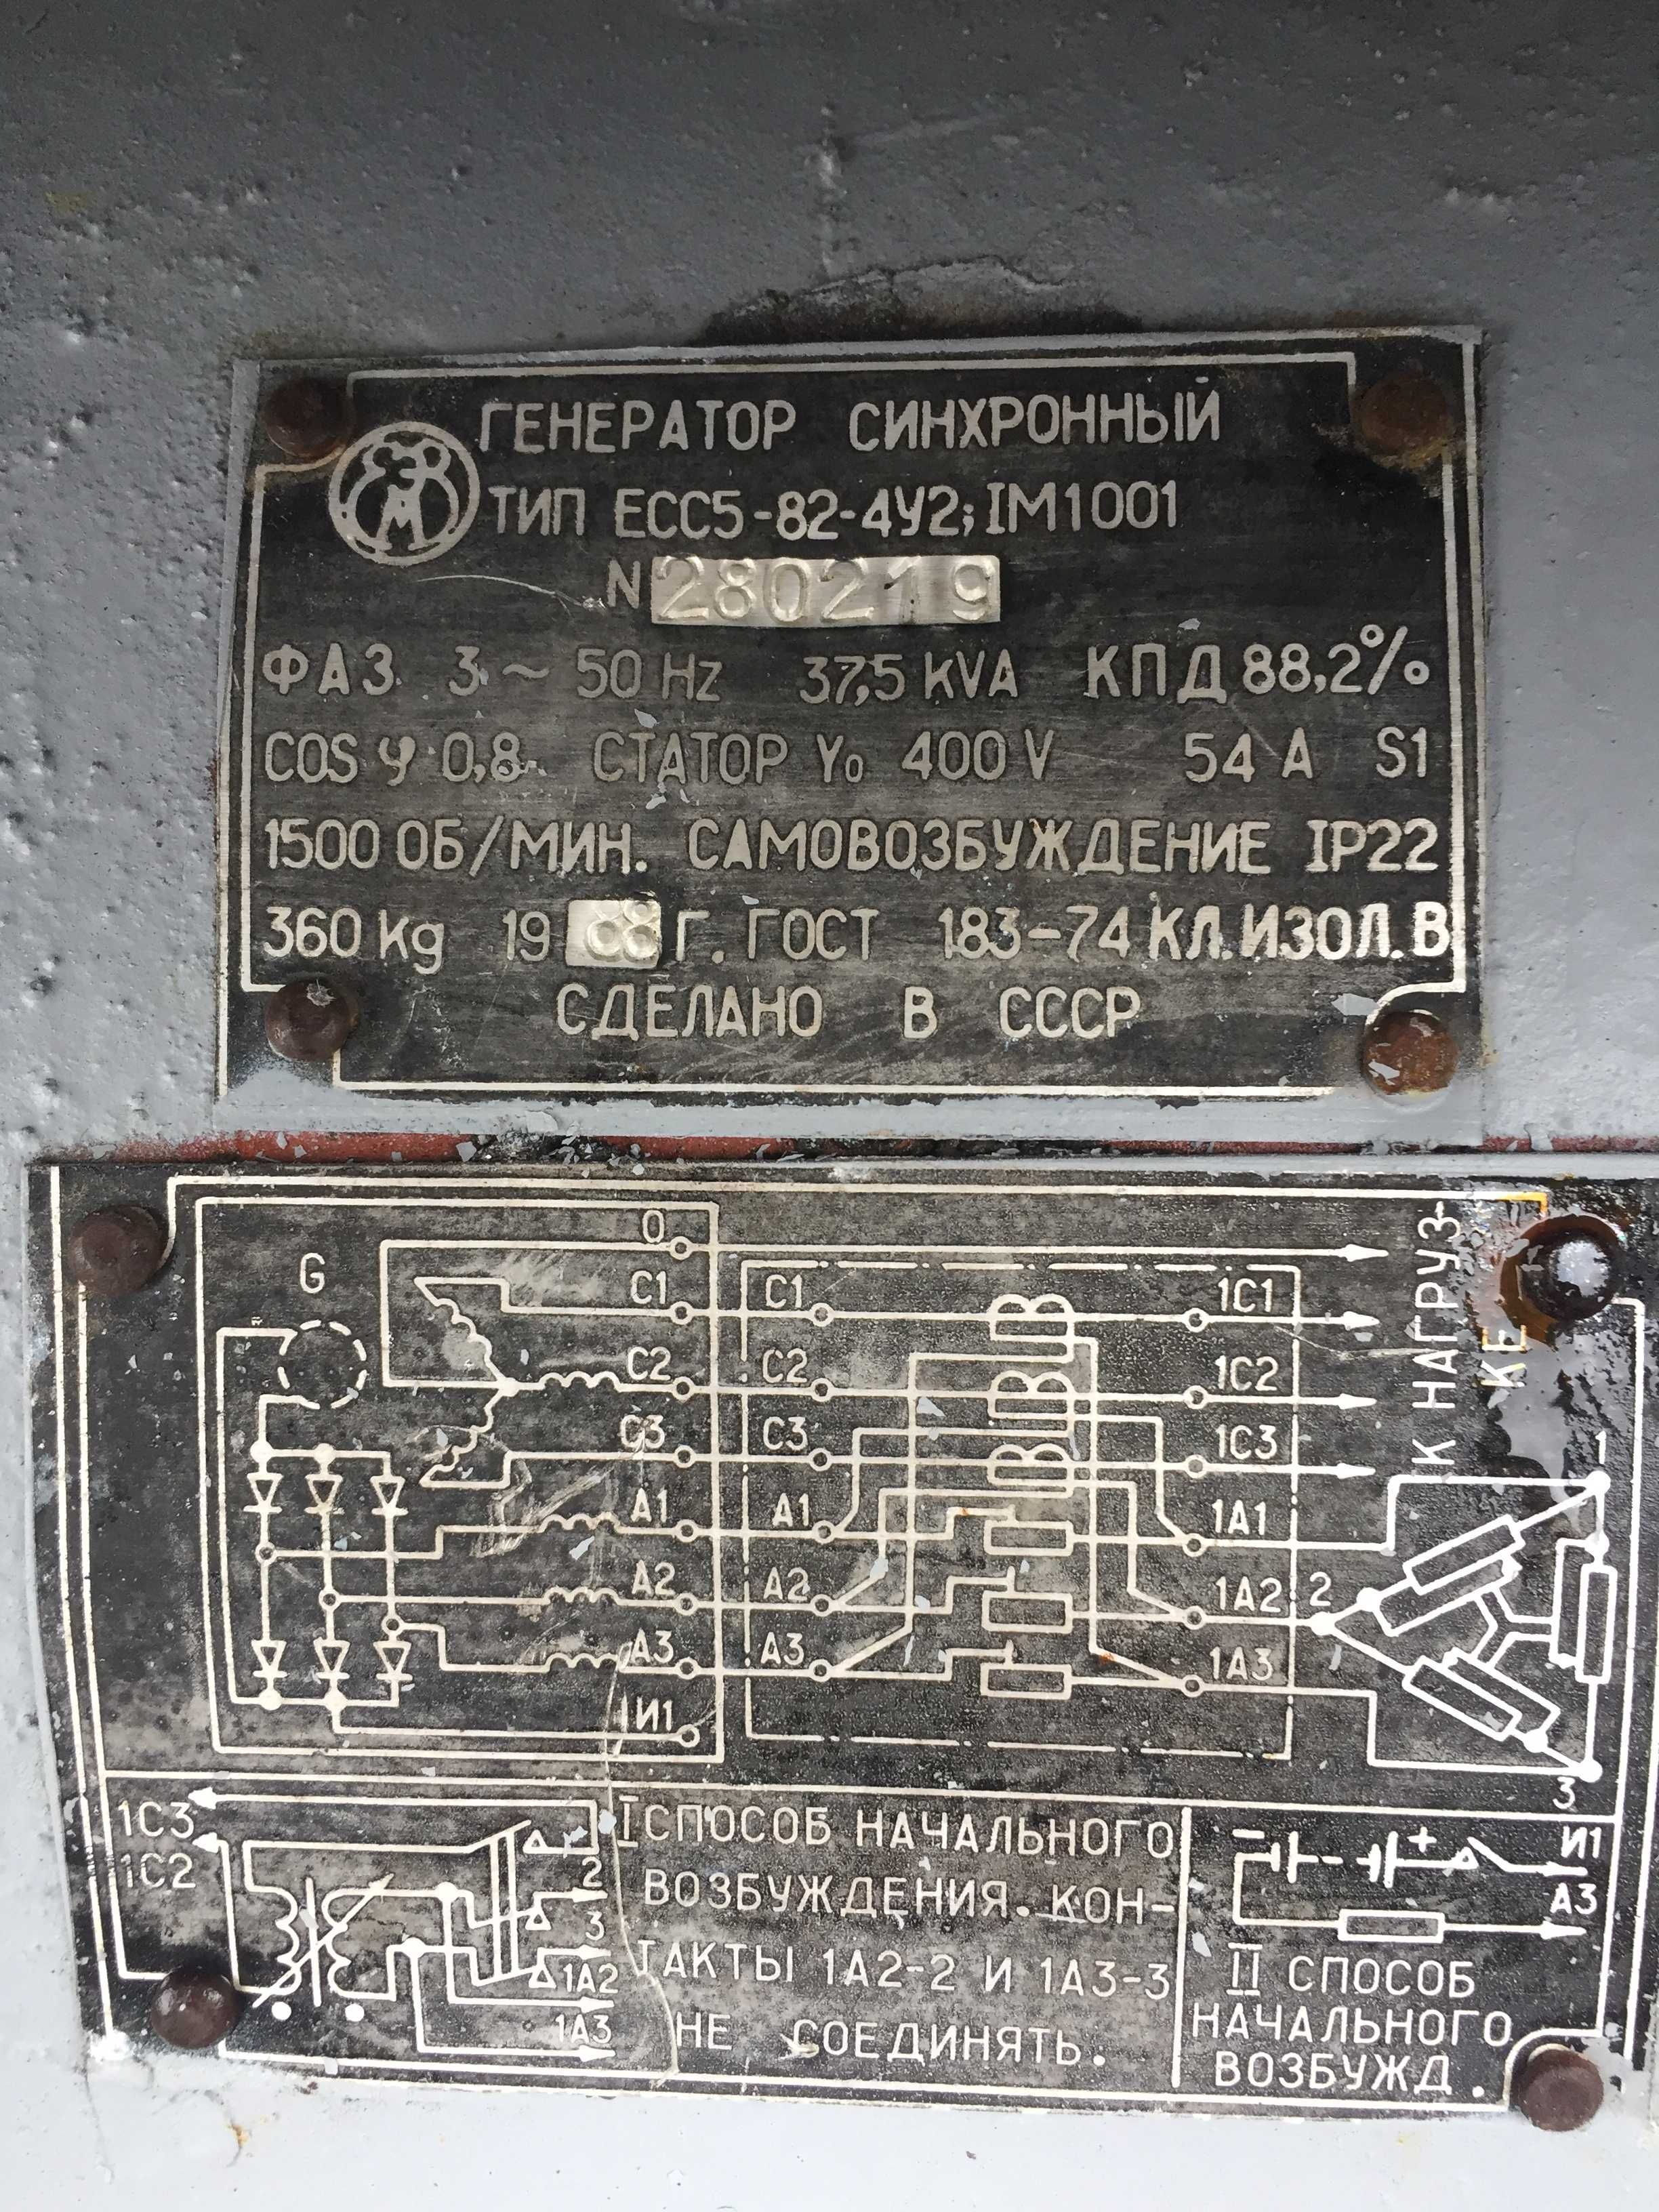 ГЕНЕРАТОР СИНХРОННЫЙ
ТИП ЕСС5-82-4У2; IM1001
N 280219
ФАЗ 3 ~ 50 Hz 37,5 kVA КПД 88,2%
COS φ 0,8 СТАТОР Y₀ 400 V 54 A S1
1500 ОБ/МИН. САМОВОЗБУЖДЕНИЕ IP22
360 Kg 19 88 Г. ГОСТ 183-74 КЛ. ИЗОЛ. В
СДЕЛАНО В СССР
G
0
C1 C1 1C1
C2 C2 1C2
C3 C3 1C3
A1 A1 1A1
A2 A2 1A2
A3 A3 1A3
И1
К НАГРУЗ-
КЕ
1
2
3
1C3
1C2
2
3
1A2
1A3
I СПОСОБ НАЧАЛЬНОГО
ВОЗБУЖДЕНИЯ. КОН-
ТАКТЫ 1А2-2 И 1А3-3
НЕ СОЕДИНЯТЬ.
- +
И1
A3
II СПОСОБ
НАЧАЛЬНОГО
ВОЗБУЖД.